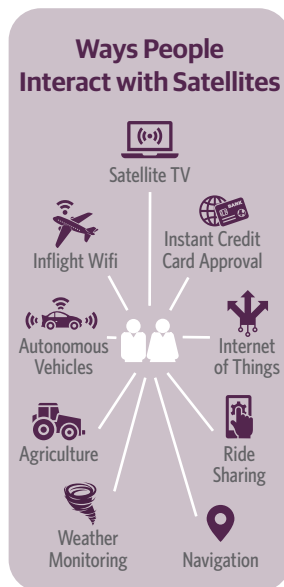 Ways People
Interact with Satellites
Satellite TV
Inflight Wifi
Instant Credit
Card Approval
BANK
Autonomous
Vehicles
Internet
of Things
Agriculture
Ride
Sharing
Weather
Monitoring
Navigation